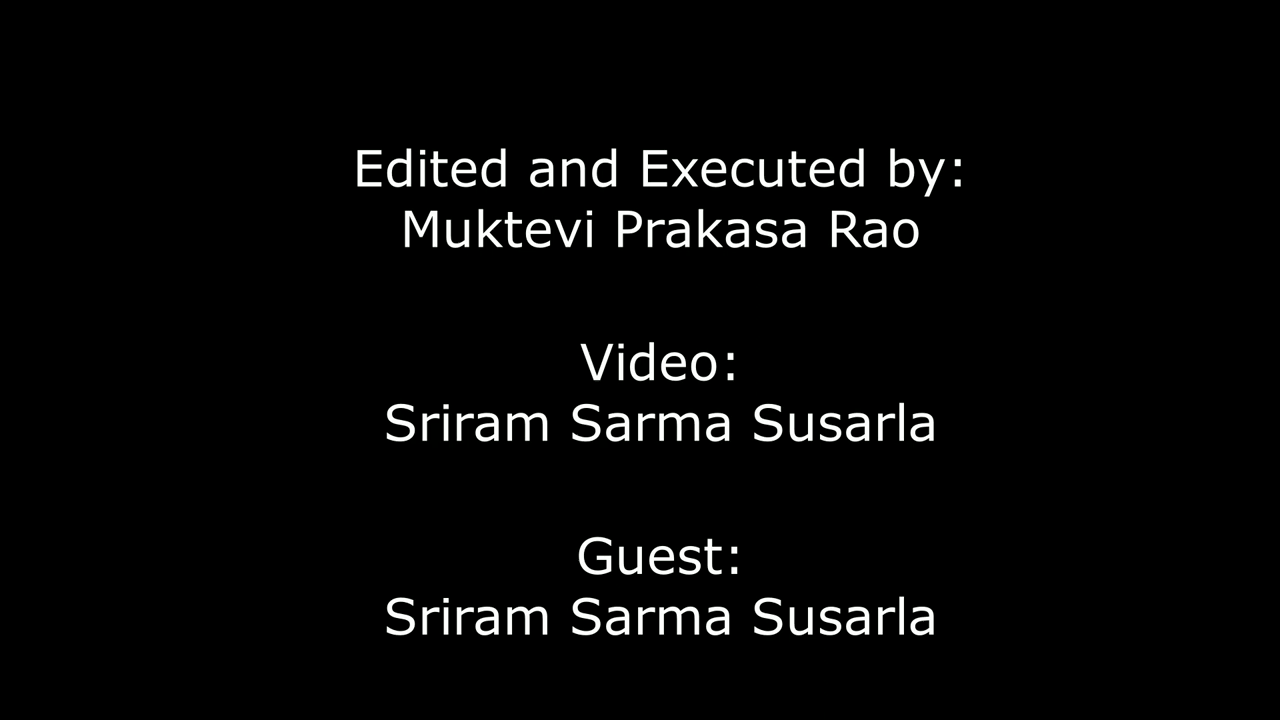 Edited and Executed by:
Muktevi Prakasa Rao
Video:
Sriram Sarma Susarla
Guest:
Sriram Sarma Susarla